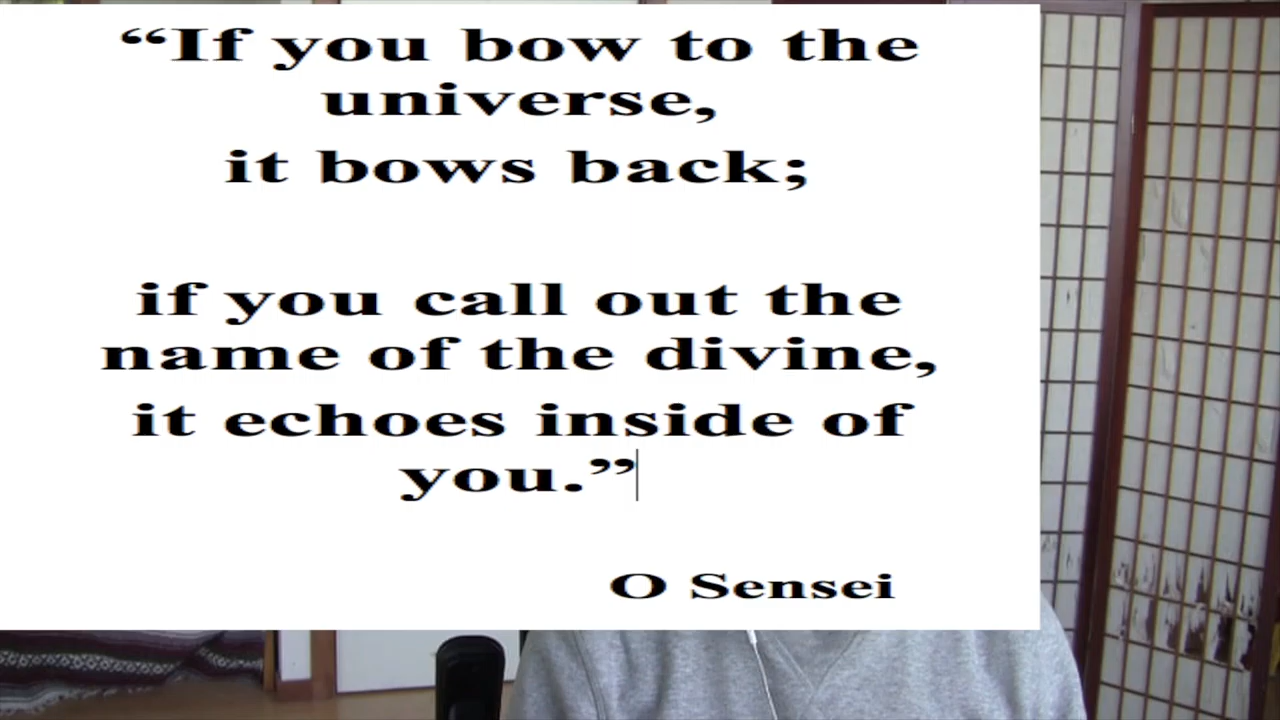 “If you bow to the
universe,
it bows back;
if you call out the
name of the divine,
it echoes inside of
you.”
O Sensei